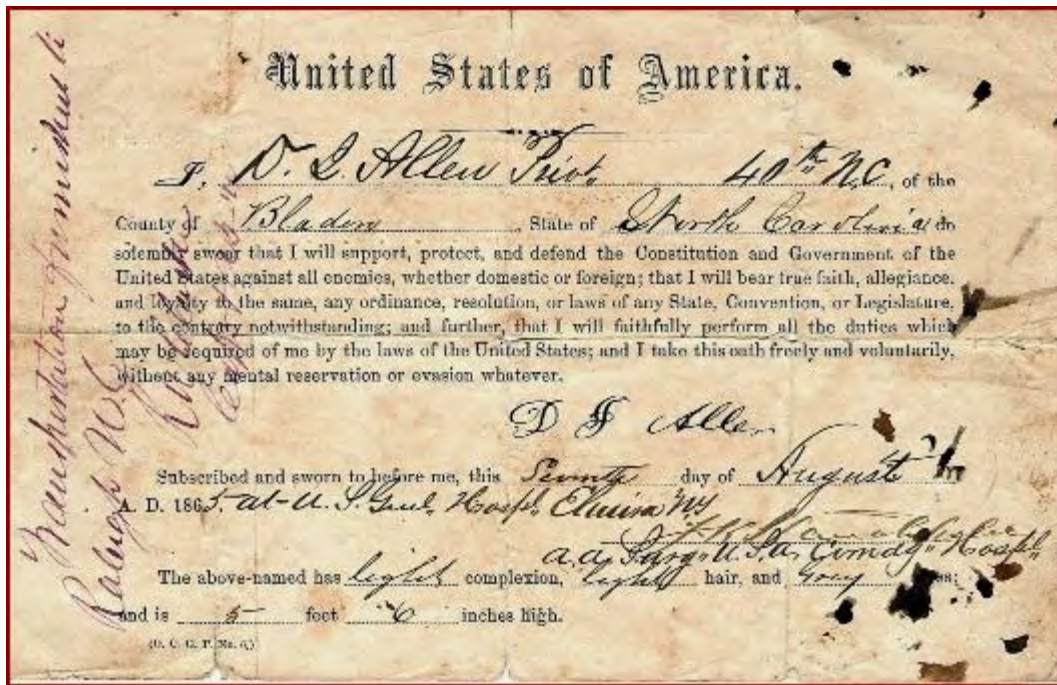 United States of America.
I, D. L. Allen Privt. 40th N.C., of the
County of Bladen, State of North Carolina do
solemnly swear that I will support, protect, and defend the Constitution and Government of the
United States against all enemies, whether domestic or foreign; that I will bear true faith, allegiance,
and loyalty to the same, any ordinance, resolution, or laws of any State, Convention, or Legislature,
to the contrary notwithstanding; and further, that I will faithfully perform all the duties which
may be required of me by the laws of the United States; and I take this oath freely and voluntarily,
without any mental reservation or evasion whatever.
Allen
Subscribed and sworn to before me, this day of August
A. D. 1865. at U. S. Genl. Hospl. Elmira NY
a. a. Surg. U.S.A. Comdg. Hospl.
The above-named has light complexion, light hair, and grey eyes;
and is 5 feet 6 inches high.
Transportation furnished to
Raleigh N.C.